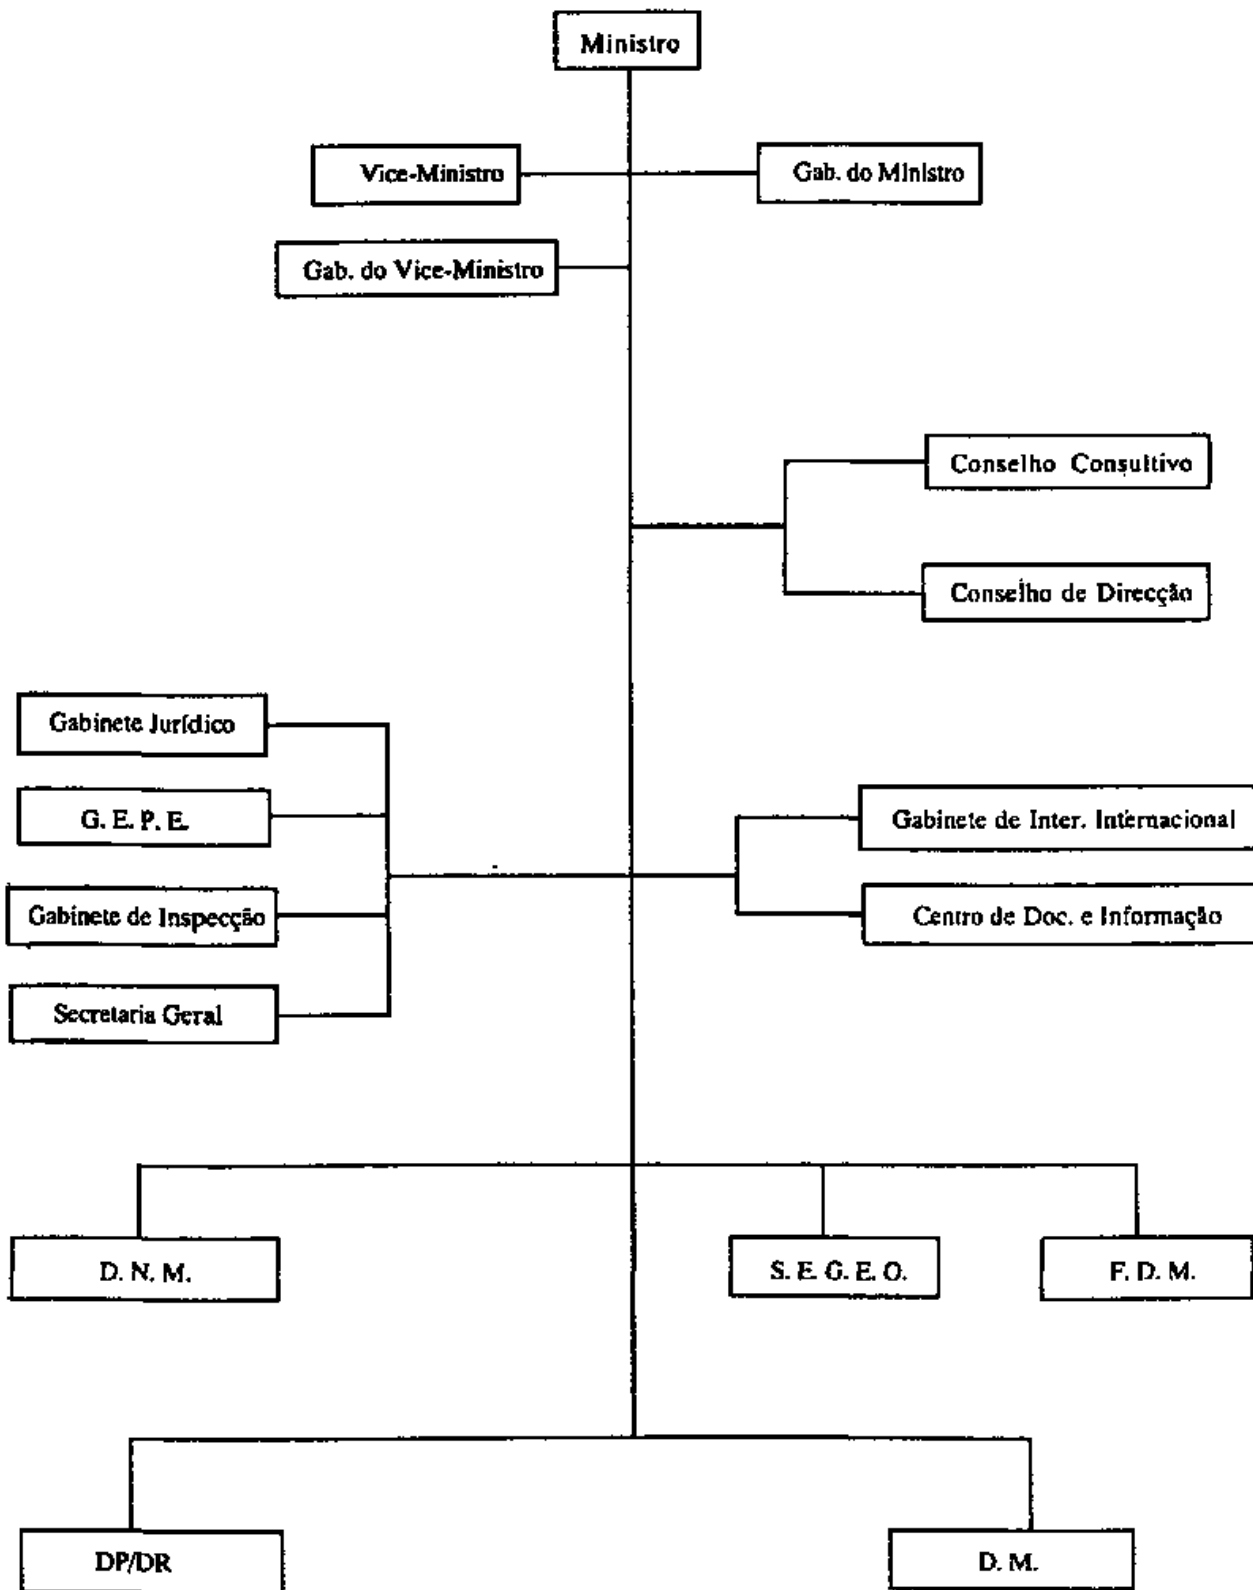 Ministro
Vice-Ministro
Gab. do Ministro
Gab. do Vice-Ministro
Conselho Consultivo
Conselho de Direcção
Gabinete Jurídico
G. E. P. E.
Gabinete de Inter. Internacional
Gabinete de Inspecção
Centro de Doc. e Informação
Secretaria Geral
D. N. M.
S. E. G. E. O.
F. D. M.
DP/DR
D. M.